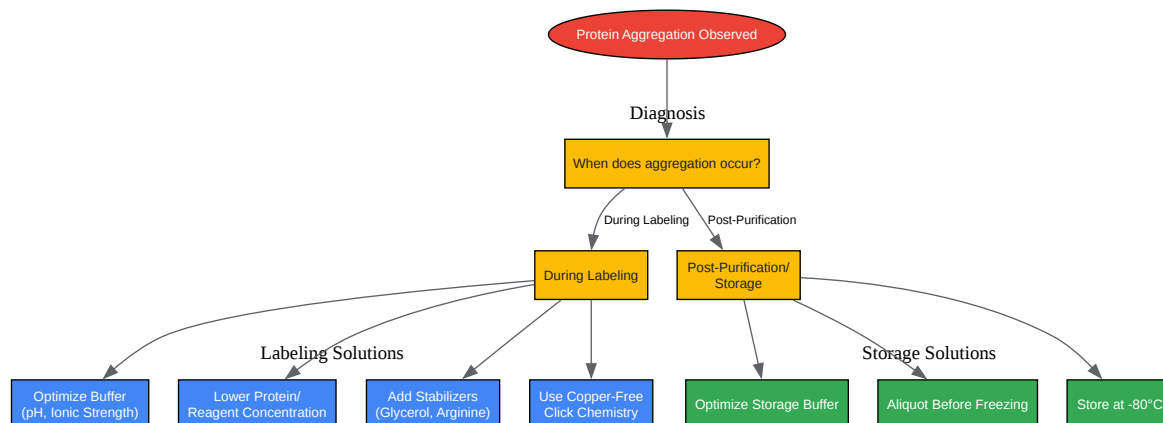 Protein Aggregation Observed
Diagnosis
When does aggregation occur?
During Labeling
Post-Purification
During Labeling
Post-Purification/
Storage
Labeling Solutions
Storage Solutions
Optimize Buffer
(pH, Ionic Strength)
Lower Protein/
Reagent Concentration
Add Stabilizers
(Glycerol, Arginine)
Use Copper-Free
Click Chemistry
Optimize Storage Buffer
Aliquot Before Freezing
Store at -80°C